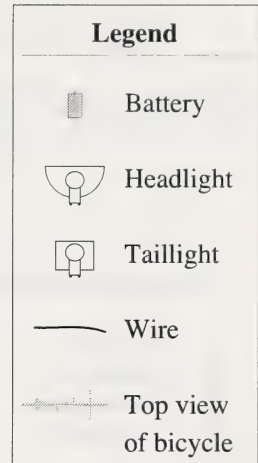 Legend
Battery
Headlight
Taillight
Wire
Top view
of bicycle